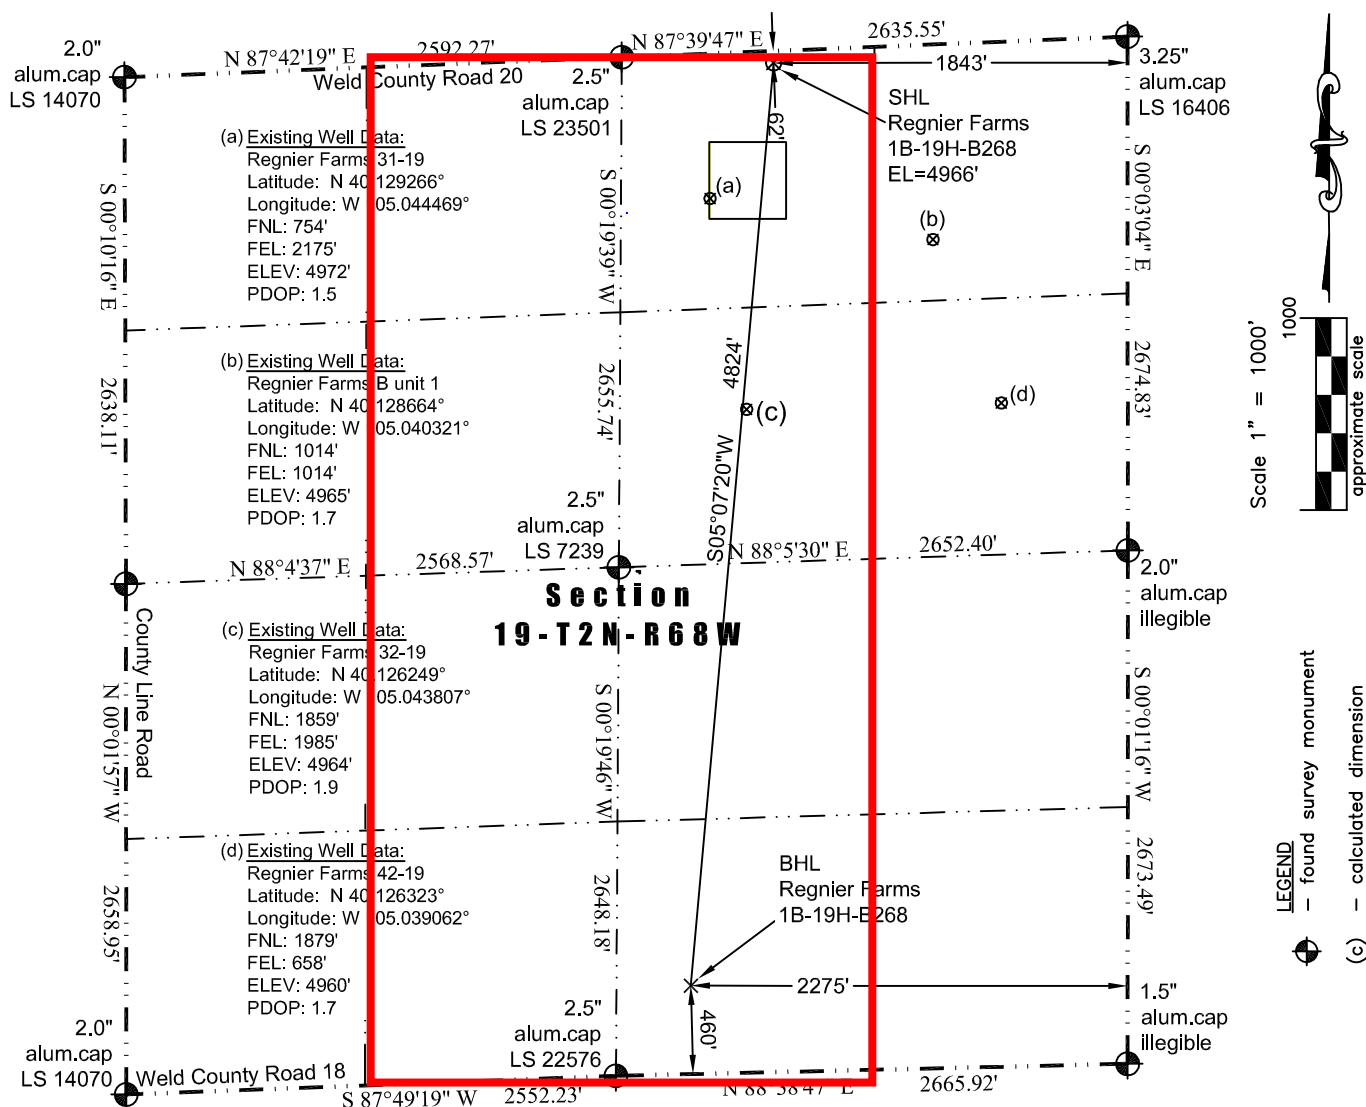 2.0"
alum.cap
LS 14070
N 87°42'19" E
2592.27'
N 87°39'47" E
2635.55'
Weld County Road 20
2.5"
alum.cap
LS 23501
1843'
3.25"
alum.cap
LS 16406
SHL
Regnier Farms
1B-19H-B268
EL=4966'
62'
(a) Existing Well Data:
Regnier Farms 31-19
Latitude: N 40.129266°
Longitude: W 05.044469°
FNL: 754'
FEL: 2175'
ELEV: 4972'
PDOP: 1.5
(a)
(b)
S 00°10'16" E
S 00°19'39" W
S 00°03'04" E
(b) Existing Well Data:
Regnier Farms B unit 1
Latitude: N 40.128664°
Longitude: W 05.040321°
FNL: 1014'
FEL: 1014'
ELEV: 4965'
PDOP: 1.7
2638.11'
2655.74'
4824'
S05°07'20"W
(c)
(d)
2674.83'
Scale 1" = 1000'
1000
approximate scale
2.5"
alum.cap
LS 7239
N 88°4'37" E
2568.57'
N 88°5'30" E
2652.40'
2.0"
alum.cap
illegible
Section
19-T2N-R68W
County Line Road
N 00°01'57" W
S 00°19'46" W
S 00°01'16" W
(c) Existing Well Data:
Regnier Farms 32-19
Latitude: N 40.126249°
Longitude: W 05.043807°
FNL: 1859'
FEL: 1985'
ELEV: 4964'
PDOP: 1.9
(d) Existing Well Data:
Regnier Farms 42-19
Latitude: N 40.126323°
Longitude: W 05.039062°
FNL: 1879'
FEL: 658'
ELEV: 4960'
PDOP: 1.7
2658.95'
2648.18'
2673.49'
BHL
Regnier Farms
1B-19H-B268
2275'
460'
2.0"
alum.cap
LS 14070
Weld County Road 18
2.5"
alum.cap
LS 22576
1.5"
alum.cap
illegible
S 87°49'19" W
2552.23'
N 88°38'47" E
2665.92'
LEGEND
– found survey monument
(c) – calculated dimension